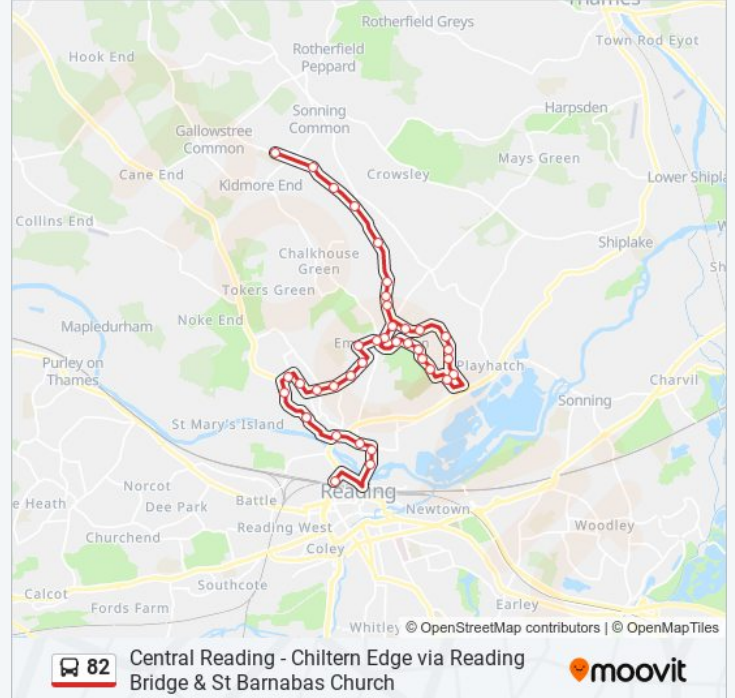 Thames
Rotherfield Greys
Town Rod Eyot
Hook End
Rotherfield
Peppard
Harpsden
Sonning
Common
Gallowstree
Common
Mays Green
Cane End
Kidmore End
Crowsley
Lower Shipla
Collins End
Shiplake
W
Chalkhouse
Green
Sh
Tokers Green
Mapledurham
Noke End
Em
Purley on
Thames
Playhatch
Charvil
Sonning
St Mary's Island
Norcot
Reading
e Heath
Dee Park
Battle
Newtown
Reading West
Woodley
Churchend
Coley
Southcote
Calcot
Fords Farm
Earley
Whitley
© OpenStreetMap contributors | © OpenMapTiles
82
Central Reading - Chiltern Edge via Reading
Bridge & St Barnabas Church
moovit